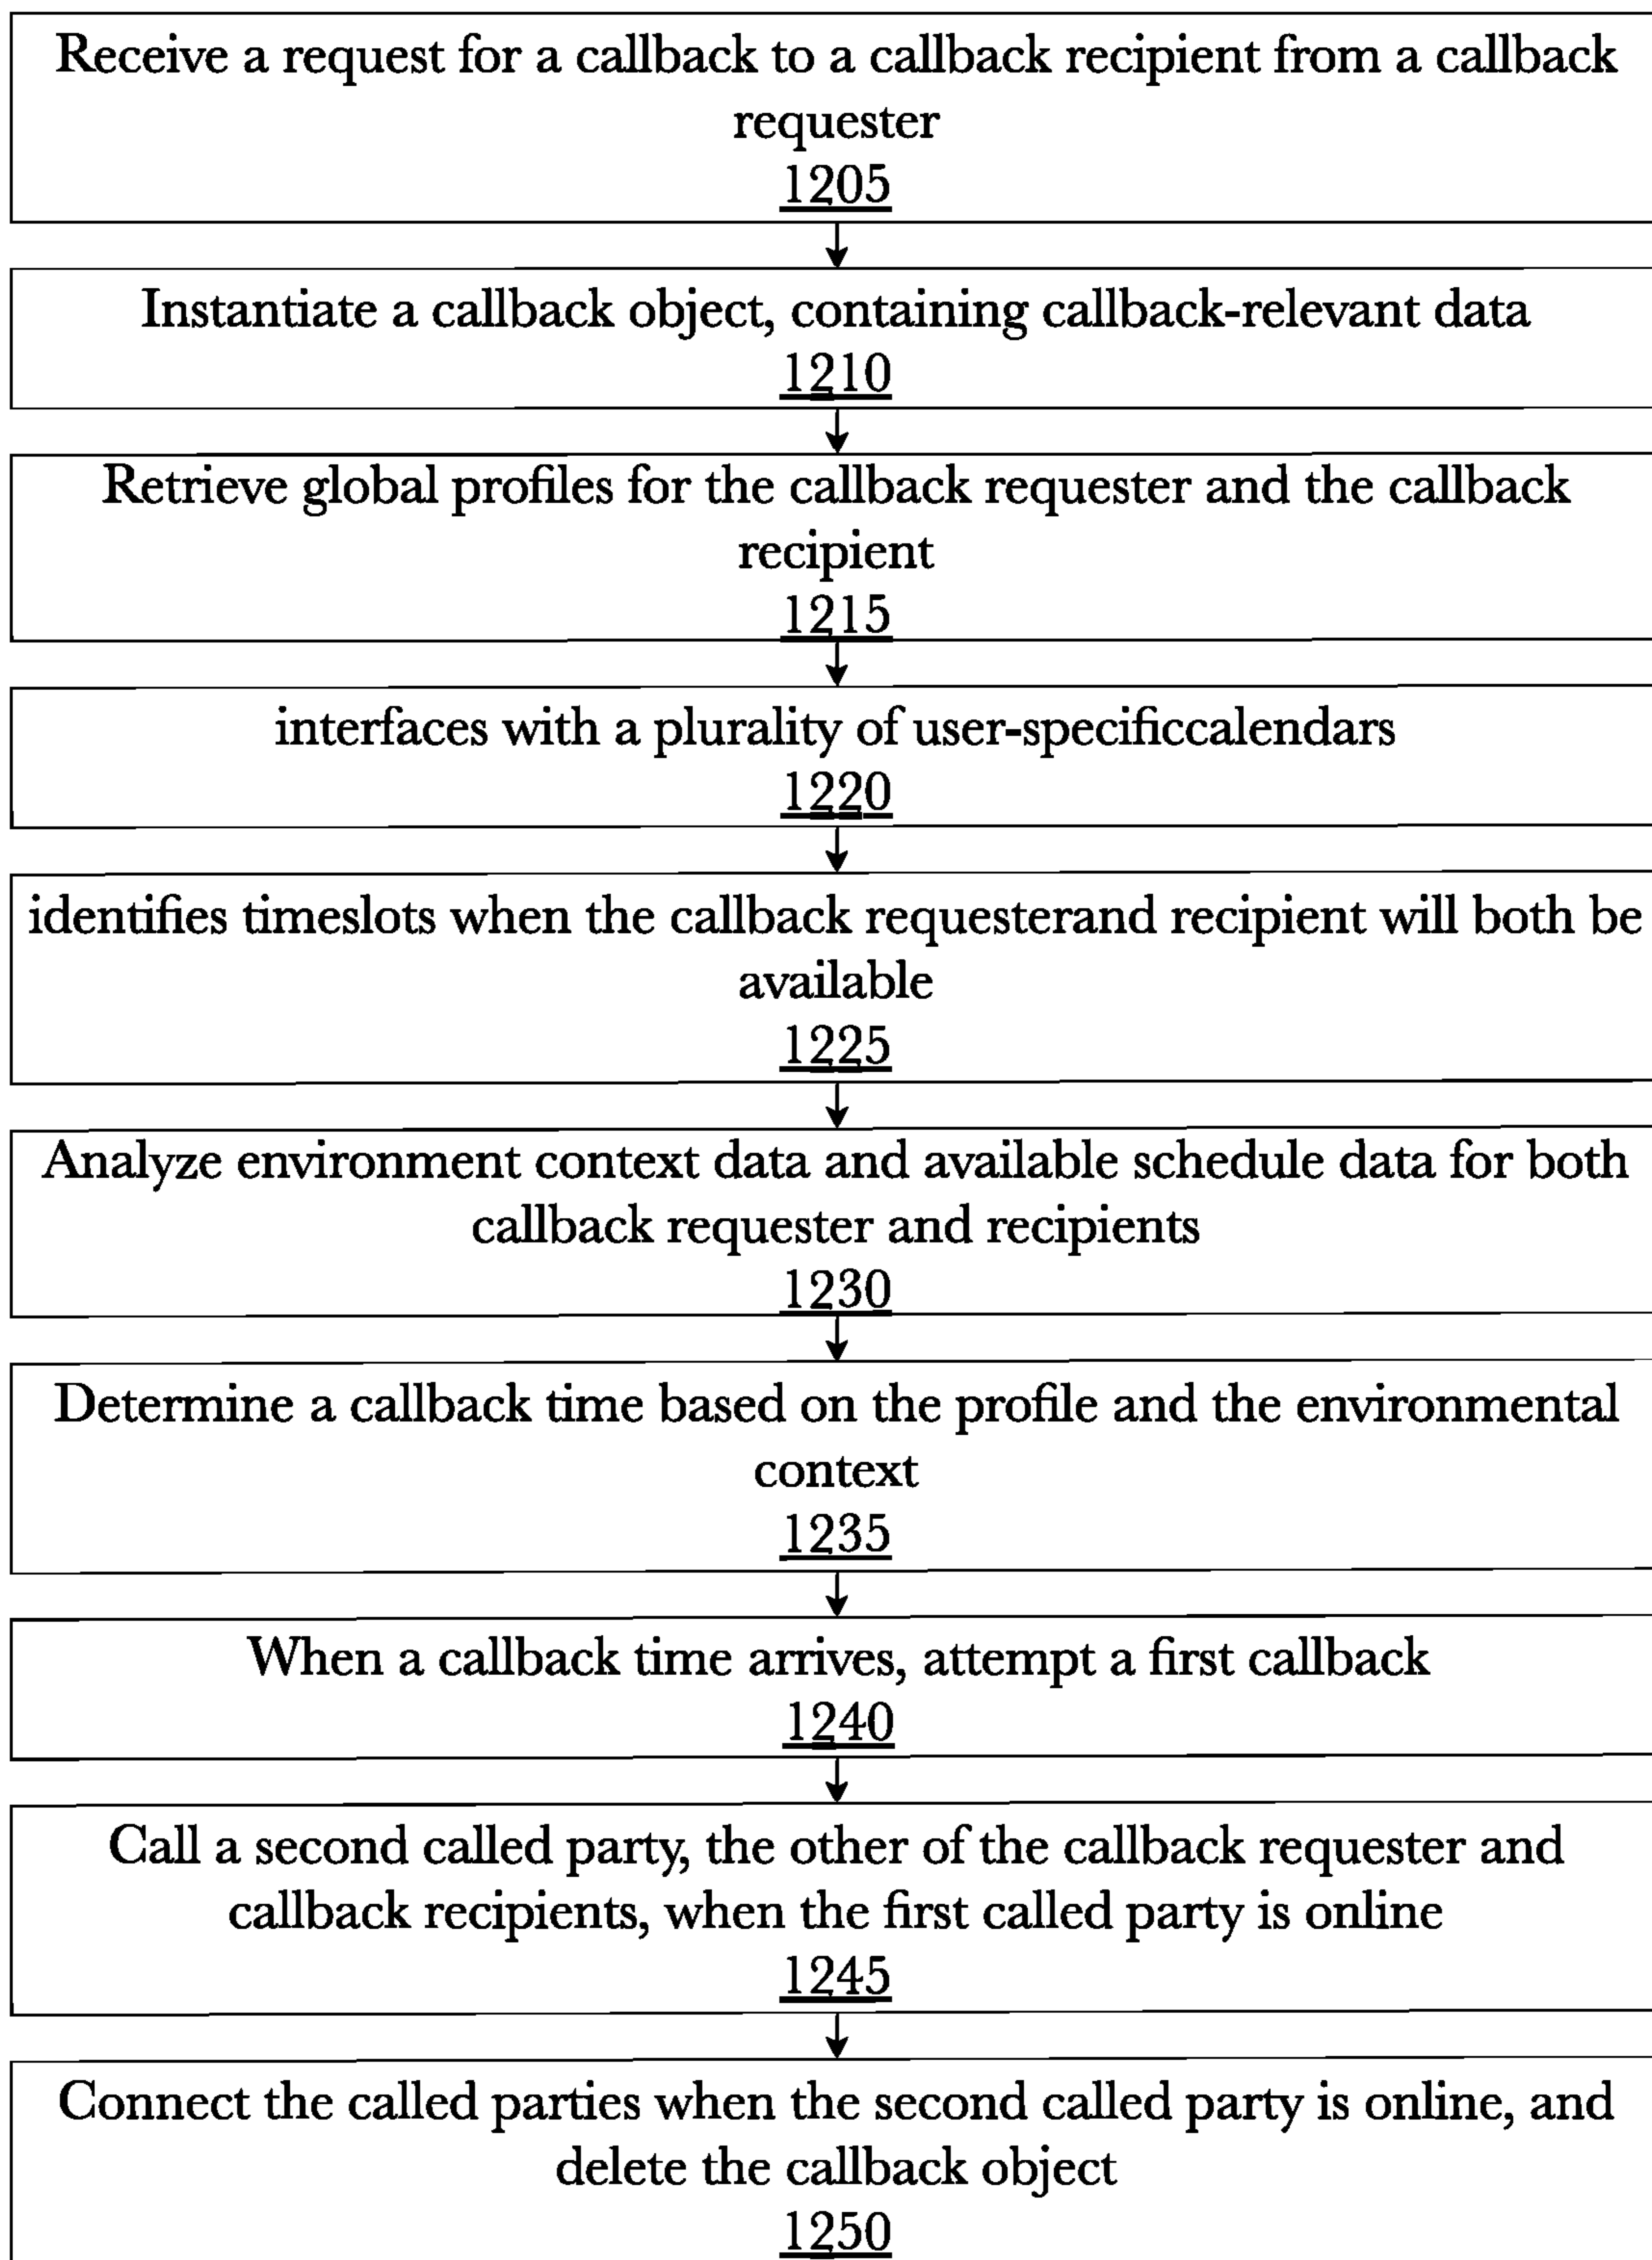 Receive a request for a callback to a callback recipient from a callback
requester
1205
Instantiate a callback object, containing callback-relevant data
1210
Retrieve global profiles for the callback requester and the callback
recipient
1215
interfaces with a plurality of user-specificcalendars
1220
identifies timeslots when the callback requesterand recipient will both be
available
1225
Analyze environment context data and available schedule data for both
callback requester and recipients
1230
Determine a callback time based on the profile and the environmental
context
1235
When a callback time arrives, attempt a first callback
1240
Call a second called party, the other of the callback requester and
callback recipients, when the first called party is online
1245
Connect the called parties when the second called party is online, and
delete the callback object
1250